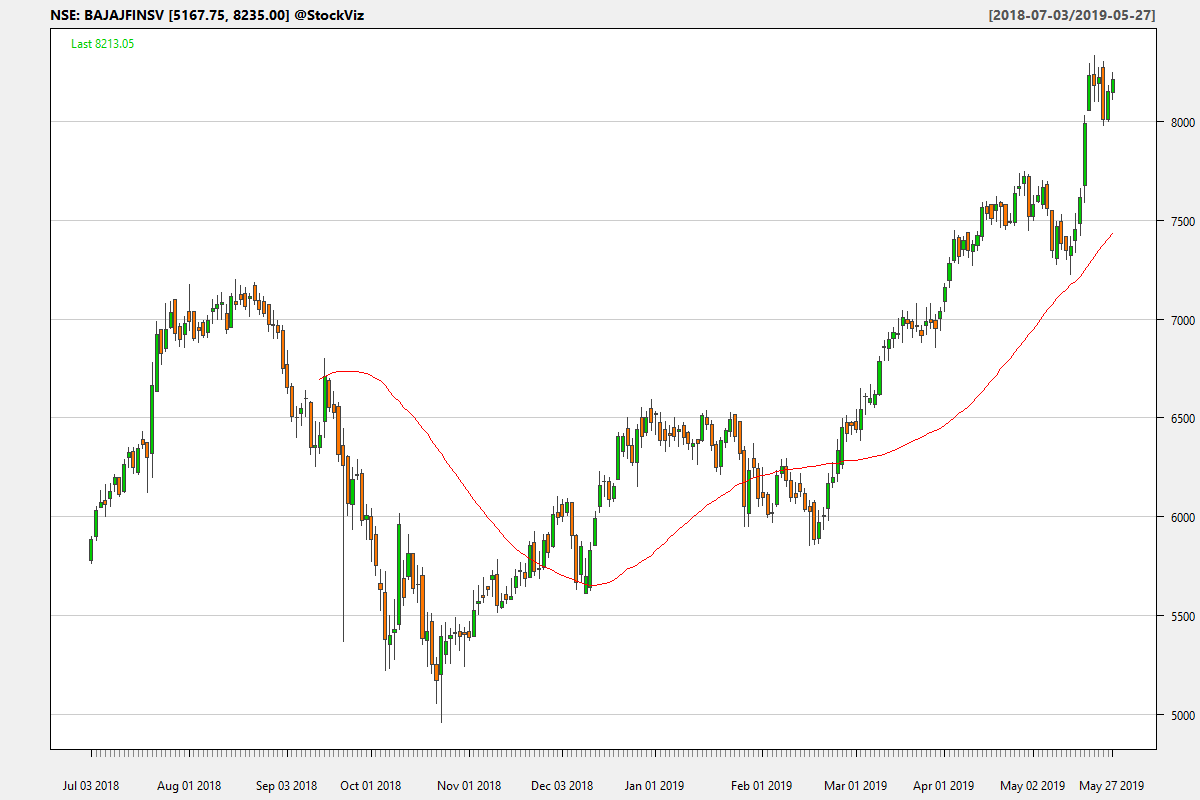 NSE: BAJAJFINSV [5167.75, 8235.00] @StockViz
[2018-07-03/2019-05-27]
Last 8213.05
8000
7500
7000
6500
6000
5500
5000
Jul 03 2018
Aug 01 2018
Sep 03 2018
Oct 01 2018
Nov 01 2018
Dec 03 2018
Jan 01 2019
Feb 01 2019
Mar 01 2019
Apr 01 2019
May 02 2019
May 27 2019